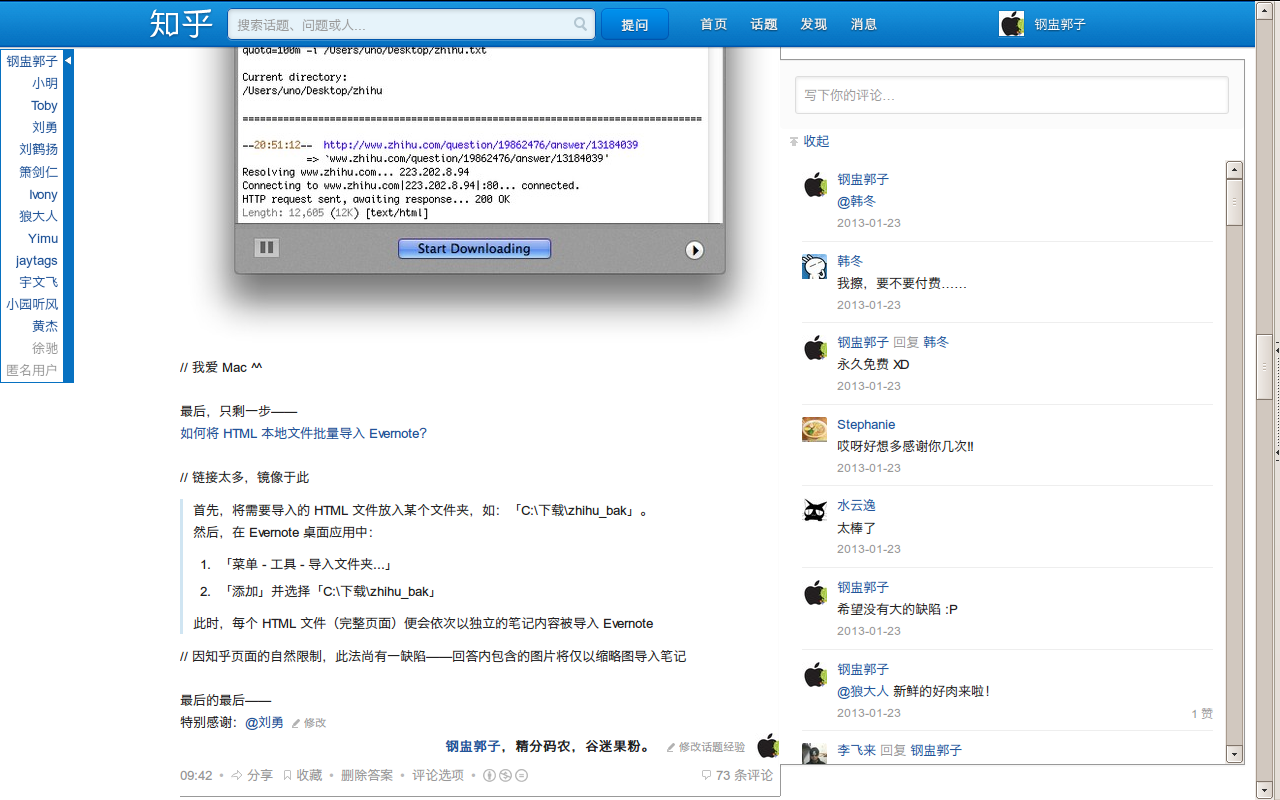 知乎
搜索话题、问题或人...
提问
首页
话题
发现
消息
钢盅郭子
钢盅郭子
小明
Toby
刘勇
刘鹤扬
箫剑仁
Ivony
狼大人
Yimu
jaytags
宇文飞
小园听风
黄杰
徐驰
匿名用户
quota=100m -i /Users/uno/Desktop/zhihu.txt
Current directory:
/Users/uno/Desktop/zhihu
--20:51:12-- http://www.zhihu.com/question/19862476/answer/13184039
=> `www.zhihu.com/question/19862476/answer/13184039'
Resolving www.zhihu.com... 223.202.8.94
Connecting to www.zhihu.com|223.202.8.94|:80... connected.
HTTP request sent, awaiting response... 200 OK
Length: 12,605 (12K) [text/html]
Start Downloading
// 我爱 Mac ^^
最后，只剩一步——
如何将 HTML 本地文件批量导入 Evernote?
// 链接太多，镜像于此
首先，将需要导入的 HTML 文件放入某个文件夹，如：「C:\下载\zhihu_bak」。
然后，在 Evernote 桌面应用中：
1. 「菜单 - 工具 - 导入文件夹...」
2. 「添加」并选择「C:\下载\zhihu_bak」
此时，每个 HTML 文件（完整页面）便会依次以独立的笔记内容被导入 Evernote
// 因知乎页面的自然限制，此法尚有一缺陷——回答内包含的图片将仅以缩略图导入笔记
最后的最后——
特别感谢：@刘勇 修改
钢盅郭子，精分码农，谷迷果粉。 修改话题经验
09:42 • 分享 收藏 • 删除答案 • 评论选项 •
73 条评论
写下你的评论...
收起
钢盅郭子
@韩冬
2013-01-23
韩冬
我擦，要不要付费……
2013-01-23
钢盅郭子 回复 韩冬
永久免费 XD
2013-01-23
Stephanie
哎呀好想多感谢你几次!!
2013-01-23
水云逸
太棒了
2013-01-23
钢盅郭子
希望没有大的缺陷 :P
2013-01-23
钢盅郭子
@狼大人 新鲜的好肉来啦！
2013-01-23
1 赞
李飞来 回复 钢盅郭子